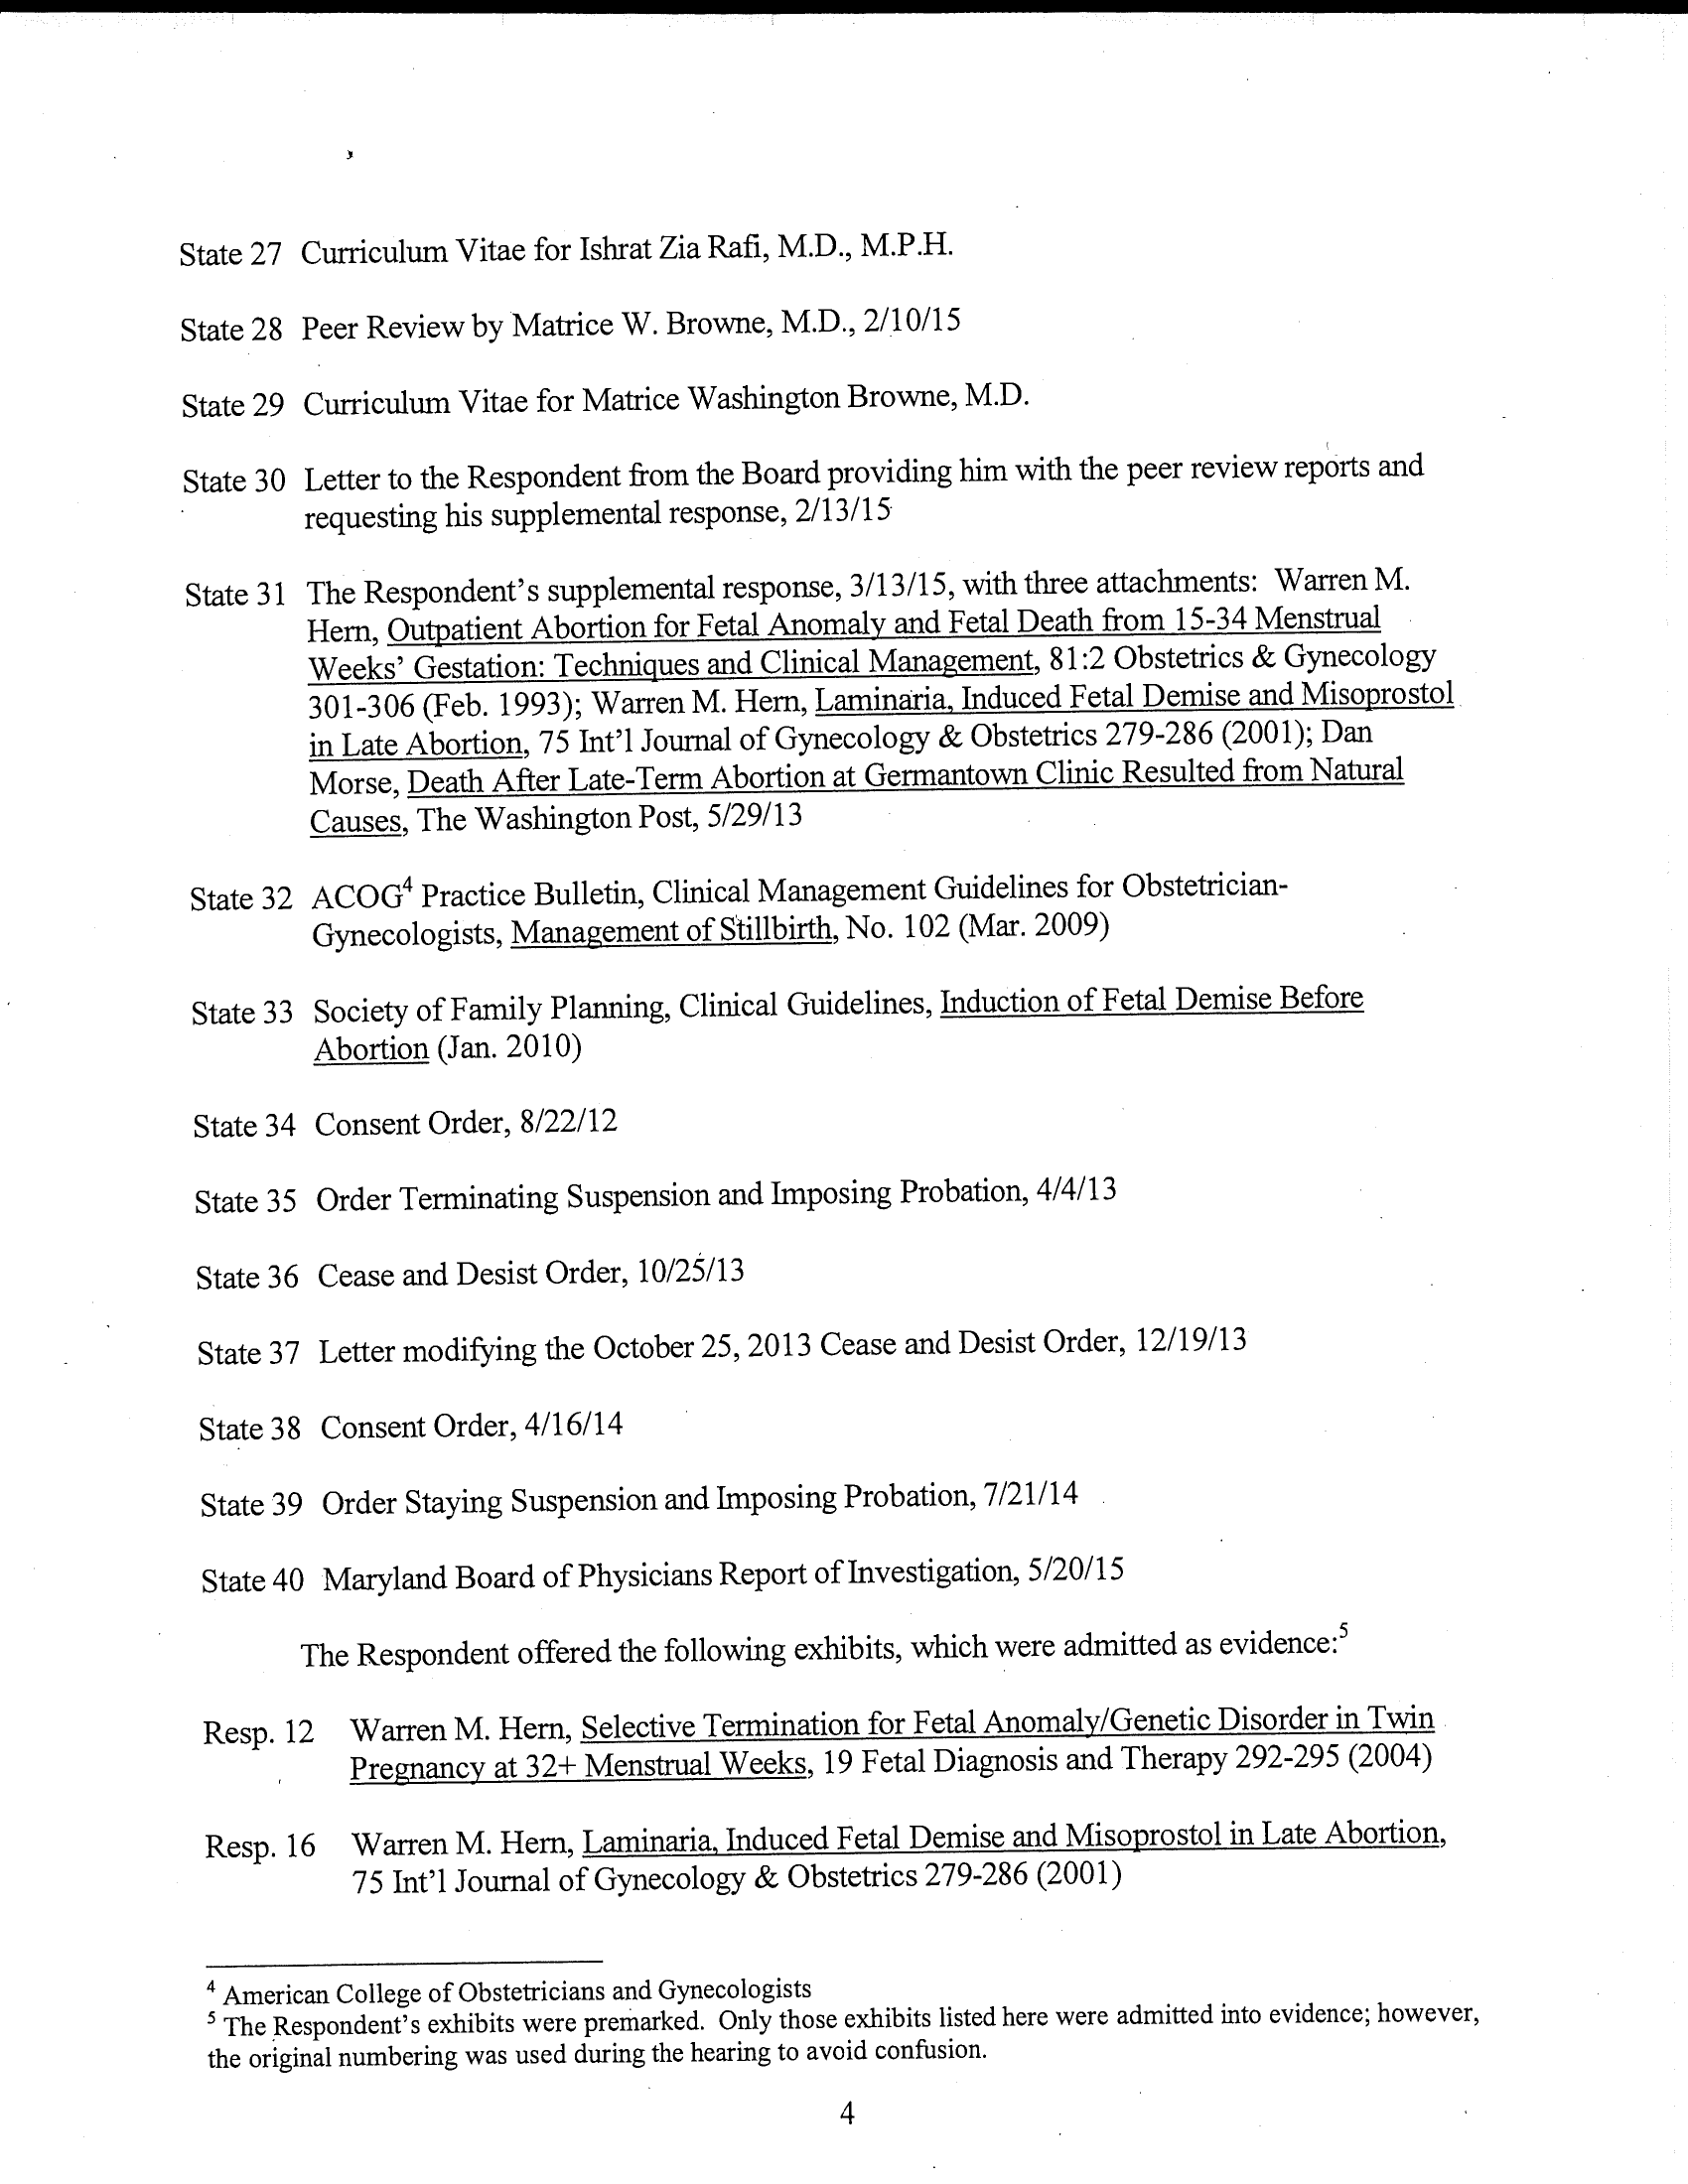 State 27 Curriculum Vitae for Ishrat Zia Rafi, M.D., M.P.H.
State 28 Peer Review by Matrice W. Browne, M.D., 2/10/15
State 29 Curriculum Vitae for Matrice Washington Browne, M.D.
State 30 Letter to the Respondent from the Board providing him with the peer review reports and
requesting his supplemental response, 2/13/15
State 31 The Respondent's supplemental response, 3/13/15, with three attachments: Warren M.
Hern, Outpatient Abortion for Fetal Anomaly and Fetal Death from 15-34 Menstrual
Weeks' Gestation: Techniques and Clinical Management, 81:2 Obstetrics & Gynecology
301-306 (Feb. 1993); Warren M. Hern, Laminaria, Induced Fetal Demise and Misoprostol
in Late Abortion, 75 Int'l Journal of Gynecology & Obstetrics 279-286 (2001); Dan
Morse, Death After Late-Term Abortion at Germantown Clinic Resulted from Natural
Causes, The Washington Post, 5/29/13
State 32 ACOG4 Practice Bulletin, Clinical Management Guidelines for Obstetrician-
Gynecologists, Management of Stillbirth, No. 102 (Mar. 2009)
State 33 Society of Family Planning, Clinical Guidelines, Induction of Fetal Demise Before
Abortion (Jan. 2010)
State 34 Consent Order, 8/22/12
State 35 Order Terminating Suspension and Imposing Probation, 4/4/13
State 36 Cease and Desist Order, 10/25/13
State 37 Letter modifying the October 25, 2013 Cease and Desist Order, 12/19/13
State 38 Consent Order, 4/16/14
State 39 Order Staying Suspension and Imposing Probation, 7/21/14
State 40 Maryland Board of Physicians Report of Investigation, 5/20/15
The Respondent offered the following exhibits, which were admitted as evidence:5
Resp. 12 Warren M. Hern, Selective Termination for Fetal Anomaly/Genetic Disorder in Twin
Pregnancy at 32+ Menstrual Weeks, 19 Fetal Diagnosis and Therapy 292-295 (2004)
Resp. 16 Warren M. Hern, Laminaria, Induced Fetal Demise and Misoprostol in Late Abortion,
75 Int'l Journal of Gynecology & Obstetrics 279-286 (2001)
4 American College of Obstetricians and Gynecologists
5 The Respondent's exhibits were premarked. Only those exhibits listed here were admitted into evidence; however,
the original numbering was used during the hearing to avoid confusion.
4